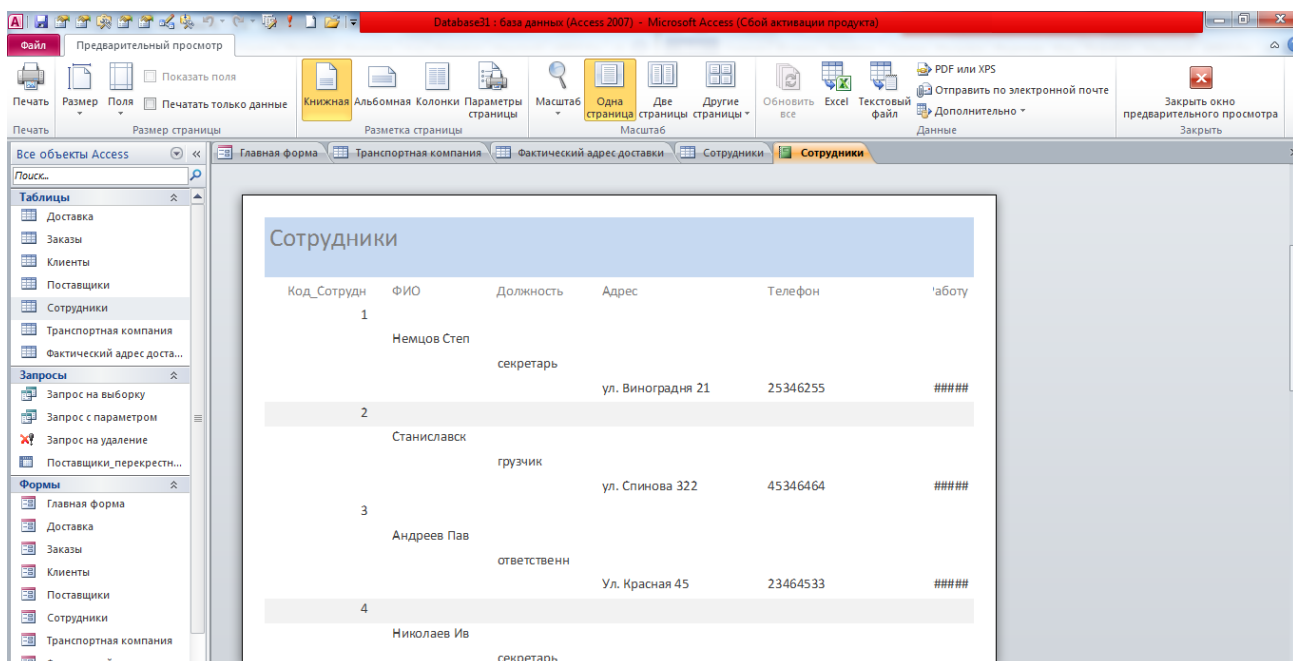 Database31 : база данных (Access 2007) - Microsoft Access (Сбой активации продукта)
Файл Предварительный просмотр
Печать Размер Поля Показать поля Печатать только данные Книжная Альбомная Колонки Параметры страницы Масштаб Одна страница Две страницы Другие страницы Обновить все Excel Текстовый файл PDF или XPS Отправить по электронной почте Дополнительно Закрыть окно предварительного просмотра
Печать Размер страницы Разметка страницы Масштаб Данные Закрыть
Все объекты Access Главная форма Транспортная компания Фактический адрес доставки Сотрудники Сотрудники
Поиск...
Таблицы
Доставка
Заказы
Клиенты
Поставщики
Сотрудники
Транспортная компания
Фактический адрес доста...
Запросы
Запрос на выборку
Запрос с параметром
Запрос на удаление
Поставщики_перекрестн...
Формы
Главная форма
Доставка
Заказы
Клиенты
Поставщики
Сотрудники
Транспортная компания
Сотрудники
Код_Сотрудн ФИО Должность Адрес Телефон 'аботу
1
Немцов Степ
секретарь
ул. Виноградня 21 25346255 #####
2
Станиславск
грузчик
ул. Спинова 322 45346464 #####
3
Андреев Пав
ответственн
Ул. Красная 45 23464533 #####
4
Николаев Ив
секретарь